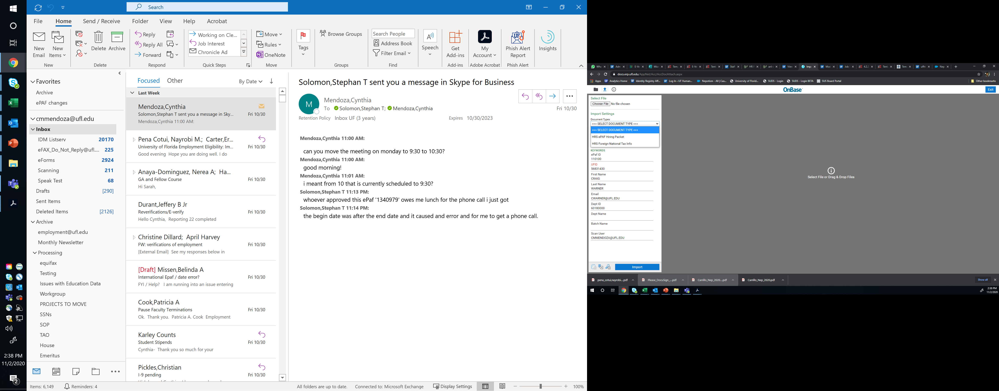 Search
File Home Send / Receive Folder View Help Acrobat
New Email
New Items
New
Delete
Archive
Delete
Reply
Reply All
Forward
Respond
Working on Cle...
Job Interest
Chronicle Ad
Quick Steps
Move
Rules
OneNote
Move
Tags
Browse Groups
Groups
Search People
Address Book
Filter Email
Find
Speech
Get Add-ins
Add-ins
My Account
Adobe Acrobat
Phish Alert Report
Phish Alert
Insights
Favorites
Archive
ePAF changes
cmmendoza@ufl.edu
Inbox
IDM Listserv 20170
eFAX_Do_Not_Reply@ufl.... 225
eForms 2924
Scanning 211
Speak Test 68
Drafts [290]
Sent Items
Deleted Items [2126]
Archive
employment@ufl.edu
Monthly Newsletter
Processing
equifax
Testing
Issues with Education Data
Workgroup
PROJECTS TO MOVE
SSNs
SOP
TAO
House
Emeritus
2:38 PM
11/2/2020
2
Items: 6,149 Reminders: 4
Focused Other By Date
Last Week
Mendoza,Cynthia
Solomon,Stephan T sent you a message in Sky... Fri 10/30
Mendoza,Cynthia 11:00 AM:
Pena Cotui, Nayrobi M.; Carter,Er...
University of Florida Employment Eligibility: Im... Fri 10/30
Good evening Hope you are doing well. I do
Anaya-Dominguez, Nerea A; Ha...
GA and Fellow Course Fri 10/30
Hi Sarah,
Durant,Jeffery B Jr
Reverifications/E-verify Fri 10/30
Hello Cynthia, Reporting 22 completed
Christine Dillard; April Harvey
FW: verifications of employment Fri 10/30
[External Email] See my responses below in
[Draft] Missen,Belinda A
International Epaf / date error? Fri 10/30
FYI / Help? I am running into an issue entering
Cook,Patricia A
Pause Faculty Terminations Fri 10/30
Ok. Thank you. Patricia A. Cook Employment
Karley Counts
Student Stipends Fri 10/30
Cynthia- Thank you so much for your
Pickles,Christian
I-9 pending Fri 10/30
Solomon,Stephan T sent you a message in Skype for Business
M
Mendoza,Cynthia
To Solomon,Stephan T; Mendoza,Cynthia
Fri 10/30
Retention Policy Inbox UF (3 years) Expires 10/30/2023
Mendoza,Cynthia 11:00 AM:
can you move the meeting on monday to 9:30 to 10:30?
Mendoza,Cynthia 11:00 AM:
good morning!
Mendoza,Cynthia 11:01 AM:
i meant from 10 that is currently scheduled to 9:30?
Solomon,Stephan T 11:13 PM:
whoever approved this ePaf '1340979' owes me lunch for the phone call i just got
Solomon,Stephan T 11:14 PM:
the begin date was after the end date and it caused and error and for me to get a phone call.
All folders are up to date. Connected to: Microsoft Exchange Display Settings 100%
Wha Adm E-Ve Micr Temp E-Ve Tent Staff HR I anl-a View Imp Mod Job 4.2.3 Tent Tem uffn Nep
docs.erp.ufl.edu/AppNet/Acc/AccDocAttach.aspx
Apps Analytics Home Identity Registry Aff... Log In ‹ UF Human... Nepotism - All | Cas... University of Florid... SUDS - Login SUDS - Login BETA SUS Board Portal Other bookmarks
OnBase
Exit
Select File
Choose File No file chosen
Import Settings
Document Types
>>> SELECT DOCUMENT TYPE <<<
>>> SELECT DOCUMENT TYPE <<<
HRS ePAF Hiring Packet
HRS Foreign National Tax Info
KEYWORDS
ePaf ID
110100
UFID
56831430
First Name
CRAIG
Last Name
WARNER
Email
CWARNER@UFL.EDU
Dept ID
60180000
Dept Name
Batch Name
Scan User
CMMENDOZA@UFL.EDU
Import
Select File or Drag & Drop Files
pena_cotui,nayrobi....pdf Please_DocuSign_....pdf Carrillo_Nep_2020....pdf Carrillo_Nep_2020.pdf Show all
2:38 PM
11/2/2020